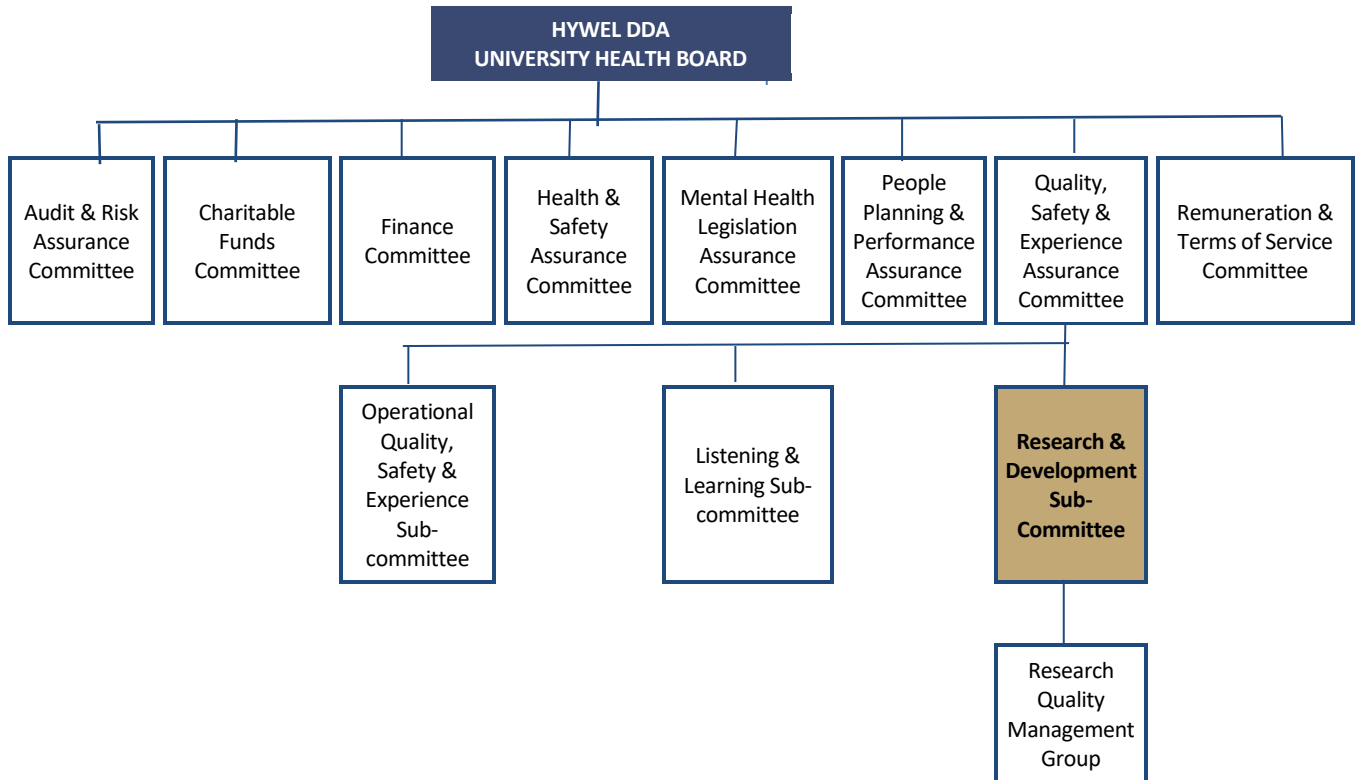 HYWEL DDA
UNIVERSITY HEALTH BOARD
Audit & Risk
Assurance
Committee
Charitable
Funds
Committee
Finance
Committee
Health &
Safety
Assurance
Committee
Mental Health
Legislation
Assurance
Committee
People
Planning &
Performance
Assurance
Committee
Quality,
Safety &
Experience
Assurance
Committee
Remuneration &
Terms of Service
Committee
Operational
Quality,
Safety &
Experience
Sub-
committee
Listening &
Learning Sub-
committee
Research &
Development
Sub-
Committee
Research
Quality
Management
Group